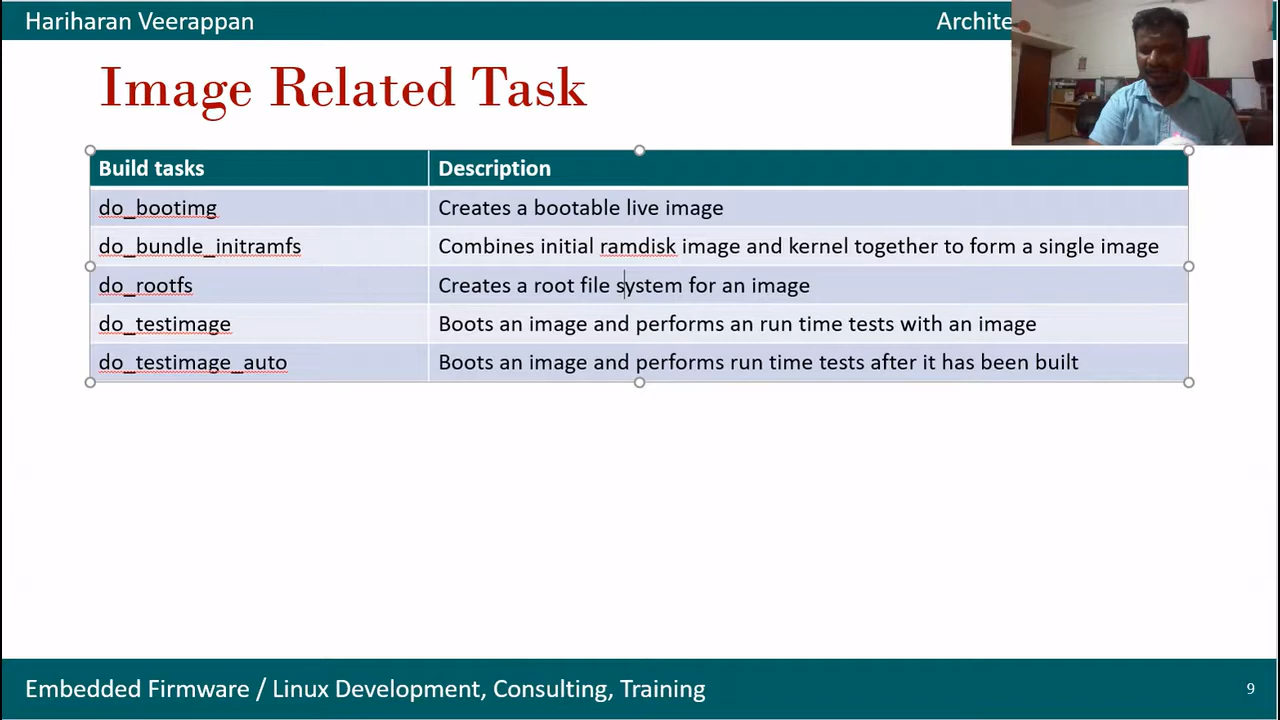 Hariharan Veerappan
Archite
Image Related Task
Build tasks Description
do_bootimg Creates a bootable live image
do_bundle_initramfs Combines initial ramdisk image and kernel together to form a single image
do_rootfs Creates a root file system for an image
do_testimage Boots an image and performs an run time tests with an image
do_testimage_auto Boots an image and performs run time tests after it has been built
Embedded Firmware / Linux Development, Consulting, Training
9